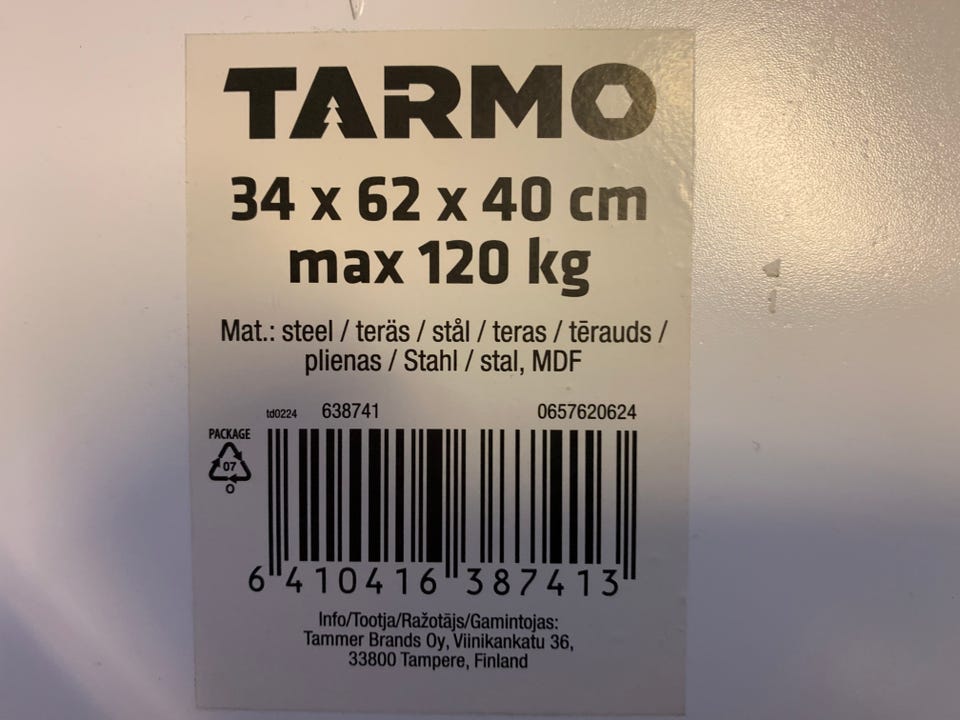 TARMO
34 x 62 x 40 cm
max 120 kg
Mat.: steel / teräs / stål / teras / tērauds /
plienas / Stahl / stal, MDF
td0224 638741 0657620624
PACKAGE
07
O
6 410416 387413
Info/Tootja/Ražotājs/Gamintojas:
Tammer Brands Oy, Viinikankatu 36,
33800 Tampere, Finland